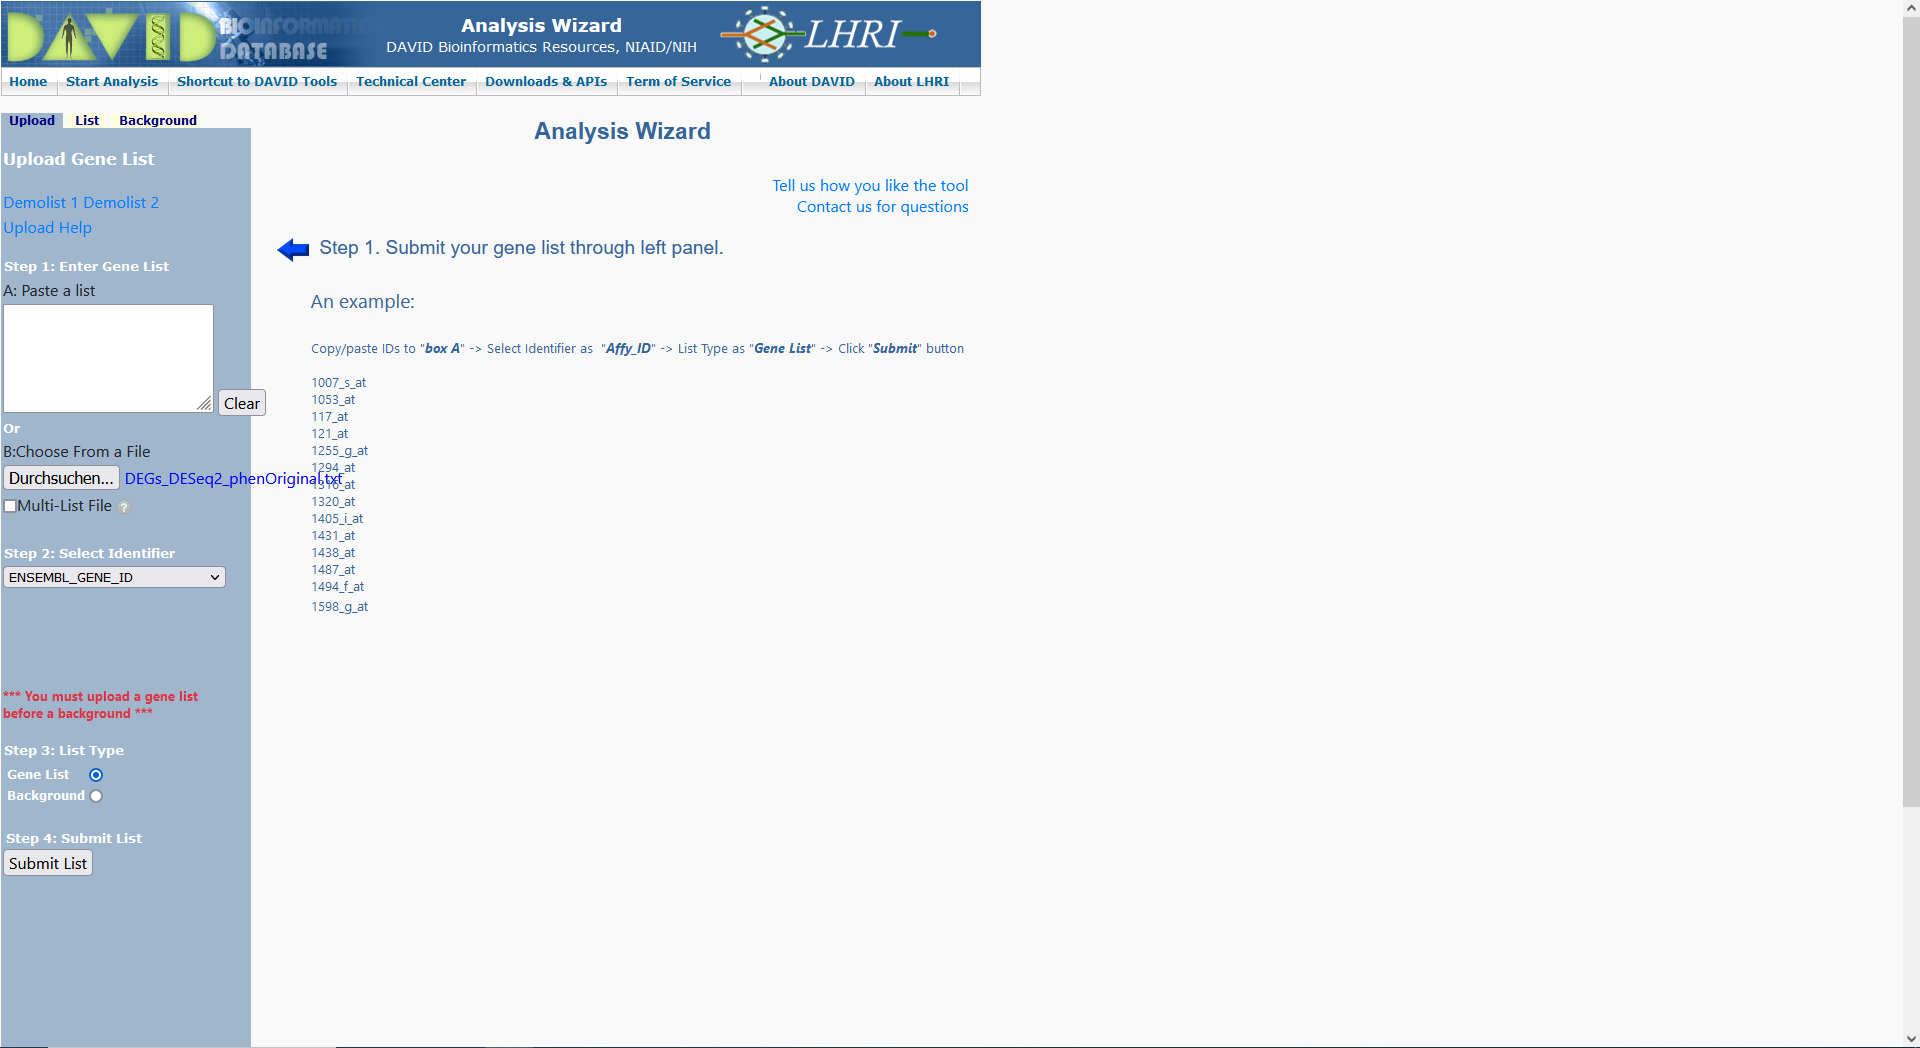 DAVID BIOINFORMATICS
DATABASE
Analysis Wizard
DAVID Bioinformatics Resources, NIAID/NIH
LHRI
Home Start Analysis Shortcut to DAVID Tools Technical Center Downloads & APIs Term of Service About DAVID About LHRI
Upload List Background
Upload Gene List
Demolist 1 Demolist 2
Upload Help
Step 1: Enter Gene List
A: Paste a list
Clear
Or
B:Choose From a File
Durchsuchen... DEGs_DESeq2_phenOriginal.txt
Multi-List File ?
Step 2: Select Identifier
ENSEMBL_GENE_ID
*** You must upload a gene list
before a background ***
Step 3: List Type
Gene List
Background
Step 4: Submit List
Submit List
Analysis Wizard
Tell us how you like the tool
Contact us for questions
Step 1. Submit your gene list through left panel.
An example:
Copy/paste IDs to "box A" -> Select Identifier as "Affy_ID" -> List Type as "Gene List" -> Click "Submit" button
1007_s_at
1053_at
117_at
121_at
1255_g_at
1294_at
1316_at
1320_at
1405_i_at
1431_at
1438_at
1487_at
1494_f_at
1598_g_at